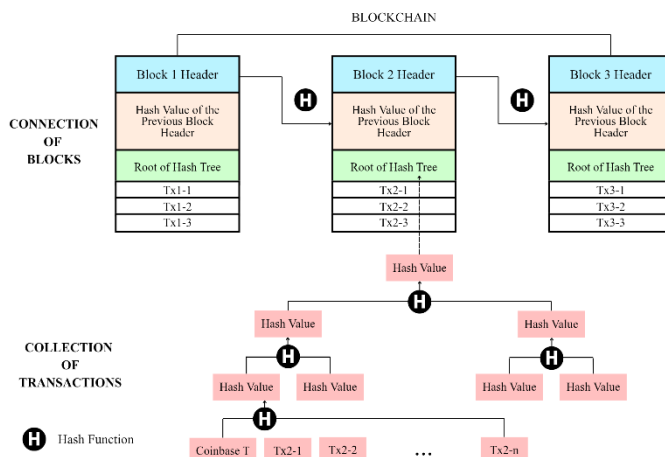 BLOCKCHAIN
Block 1 Header
Block 2 Header
Block 3 Header
H
H
CONNECTION
OF
BLOCKS
Hash Value of the
Previous Block
Header
Hash Value of the
Previous Block
Header
Hash Value of the
Previous Block
Header
Root of Hash Tree
Root of Hash Tree
Root of Hash Tree
Tx1-1
Tx2-1
Tx3-1
Tx1-2
Tx2-2
Tx3-2
Tx1-3
Tx2-3
Tx3-3
Hash Value
H
Hash Value
Hash Value
COLLECTION
OF
TRANSACTIONS
H
H
Hash Value
Hash Value
Hash Value
Hash Value
H
H Hash Function
Coinbase T
Tx2-1
Tx2-2
...
Tx2-n